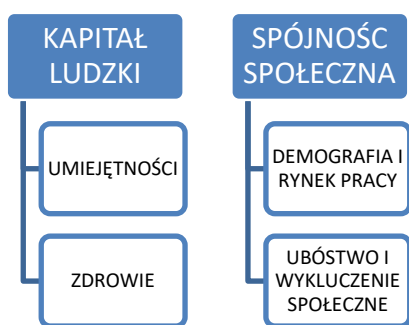 KAPITAŁ
LUDZKI
UMIEJĘTNOŚCI
ZDROWIE
SPÓJNOŚC
SPOŁECZNA
DEMOGRAFIA I
RYNEK PRACY
UBÓSTWO I
WYKLUCZENIE
SPOŁECZNE